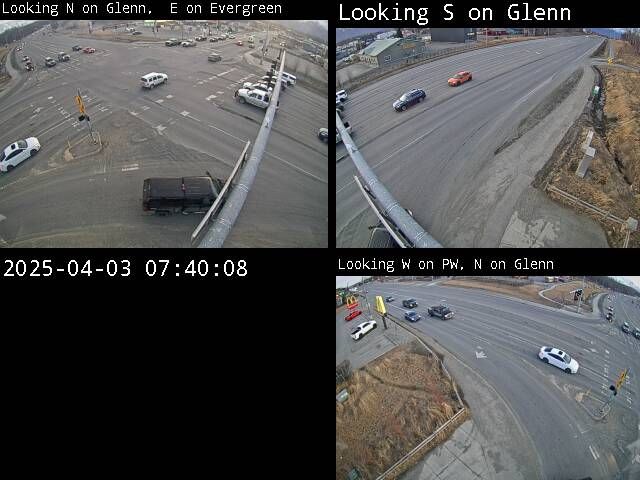 Looking N on Glenn,  E on Evergreen
Looking S on Glenn
2025-04-03 07:40:08
Looking W on PW, N on Glenn